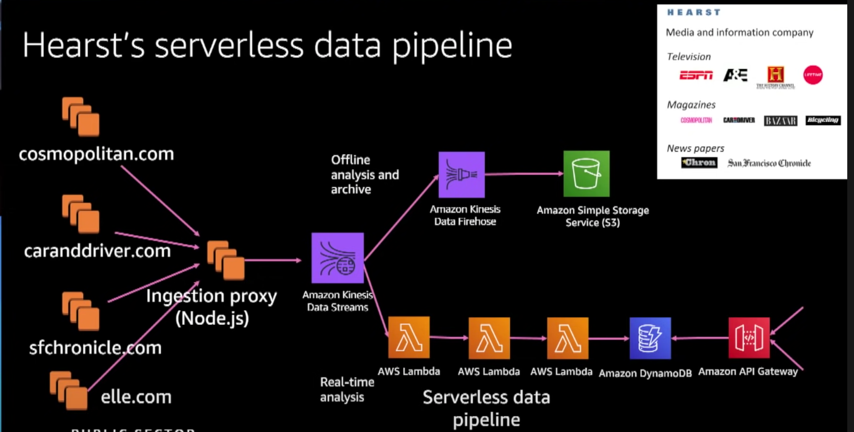 Hearst's serverless data pipeline
HEARST
Media and information company
Television
ESPN
A&E
LIFETIME
Magazines
COSMOPOLITAN
CARANDDRIVER
BAZAAR
Bicycling
News papers
Chron
San Francisco Chronicle
cosmopolitan.com
caranddriver.com
sfchronicle.com
elle.com
Ingestion proxy
(Node.js)
Amazon Kinesis
Data Streams
Offline
analysis and
archive
Amazon Kinesis
Data Firehose
Amazon Simple Storage
Service (S3)
Real-time
analysis
AWS Lambda
AWS Lambda
AWS Lambda
Amazon DynamoDB
Amazon API Gateway
Serverless data
pipeline
PUBLIC SECTOR